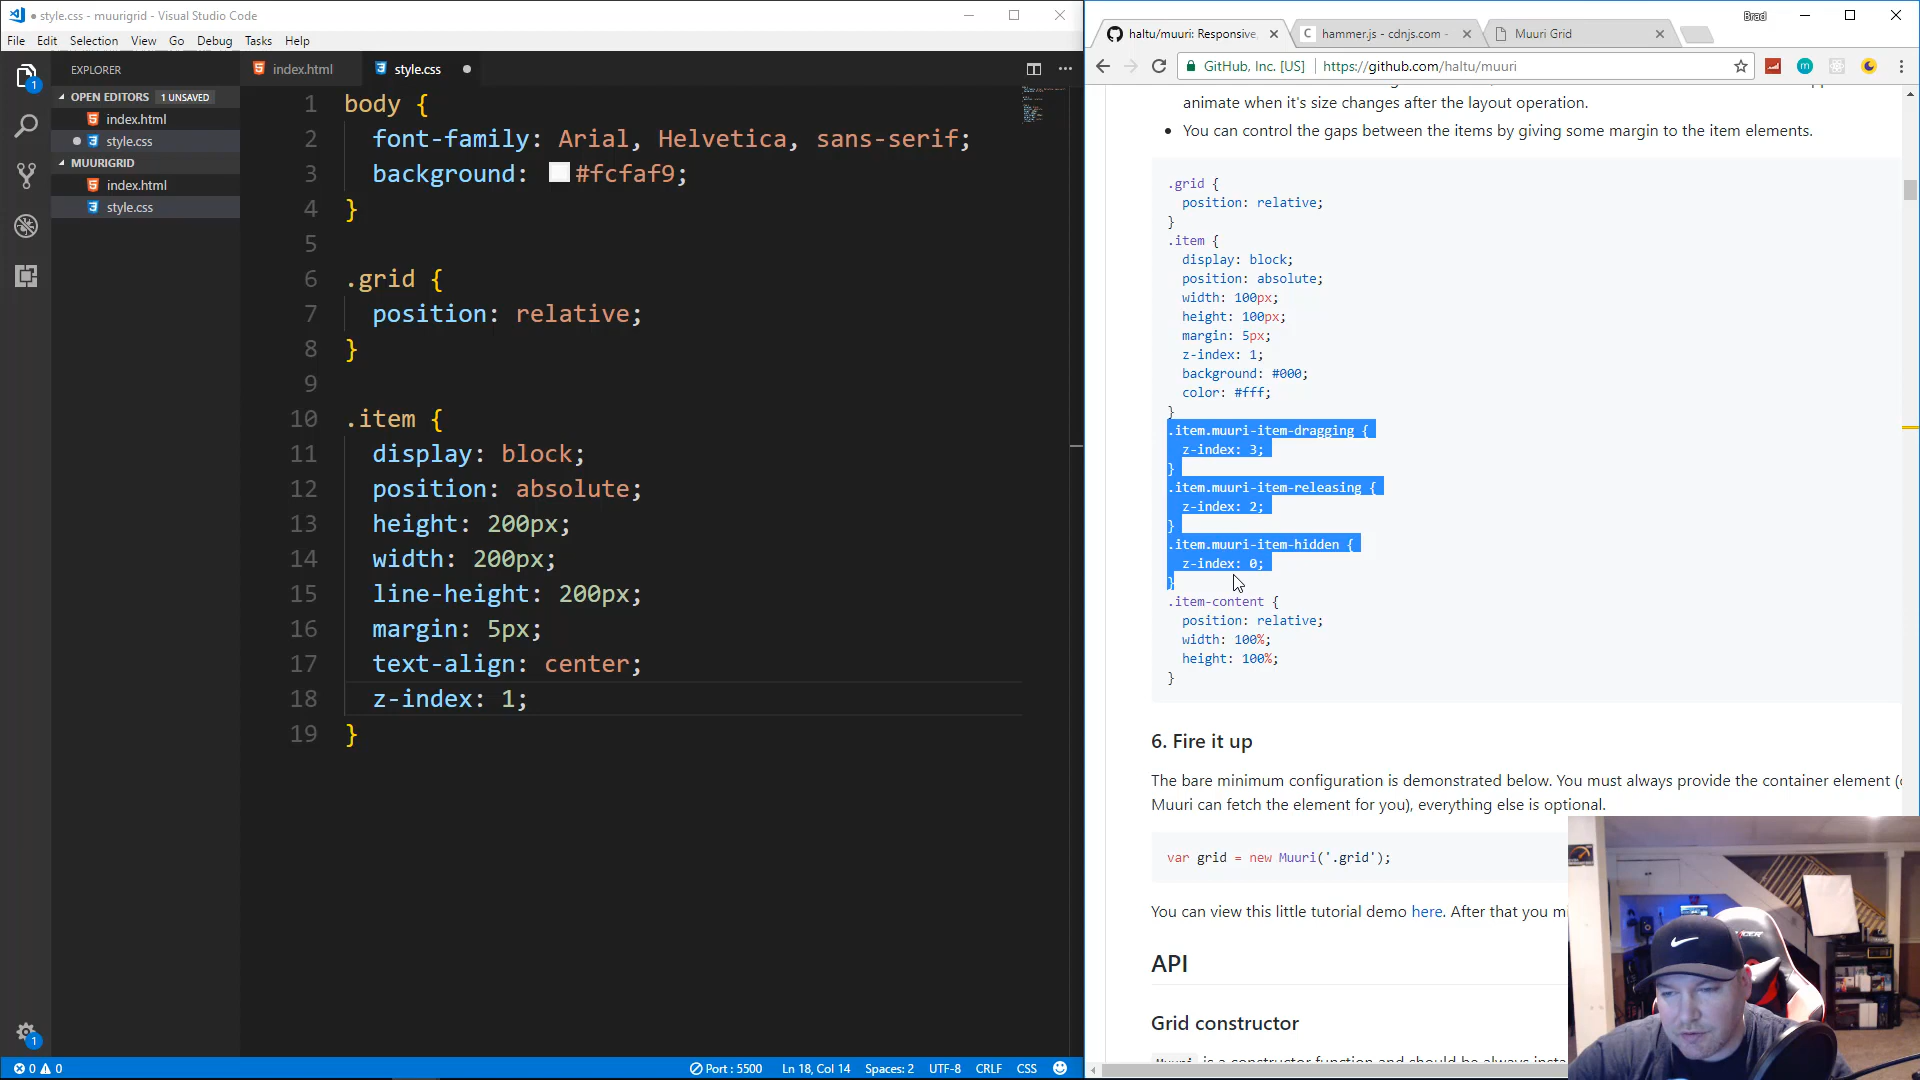 style.css - muurigrid - Visual Studio Code
File Edit Selection View Go Debug Tasks Help
EXPLORER
OPEN EDITORS 1 UNSAVED
index.html
style.css
MUURIGRID
index.html
style.css
1
1
index.html style.css
1 body {
2 font-family: Arial, Helvetica, sans-serif;
3 background: #fcfaf9;
4 }
5
6 .grid {
7 position: relative;
8 }
9
10 .item {
11 display: block;
12 position: absolute;
13 height: 200px;
14 width: 200px;
15 line-height: 200px;
16 margin: 5px;
17 text-align: center;
18 z-index: 1;
19 }
0 0 Port : 5500 Ln 18, Col 14 Spaces: 2 UTF-8 CRLF CSS
Brad
haltu/muuri: Responsive, hammer.js - cdnjs.com - Muuri Grid
GitHub, Inc. [US] https://github.com/haltu/muuri
animate when it's size changes after the layout operation.
• You can control the gaps between the items by giving some margin to the item elements.
.grid {
position: relative;
}
.item {
display: block;
position: absolute;
width: 100px;
height: 100px;
margin: 5px;
z-index: 1;
background: #000;
color: #fff;
}
.item.muuri-item-dragging {
z-index: 3;
}
.item.muuri-item-releasing {
z-index: 2;
}
.item.muuri-item-hidden {
z-index: 0;
}
.item-content {
position: relative;
width: 100%;
height: 100%;
}
6. Fire it up
The bare minimum configuration is demonstrated below. You must always provide the container element (
Muuri can fetch the element for you), everything else is optional.
var grid = new Muuri('.grid');
You can view this little tutorial demo here. After that you
API
Grid constructor
Muuri is a constructor function and should be always